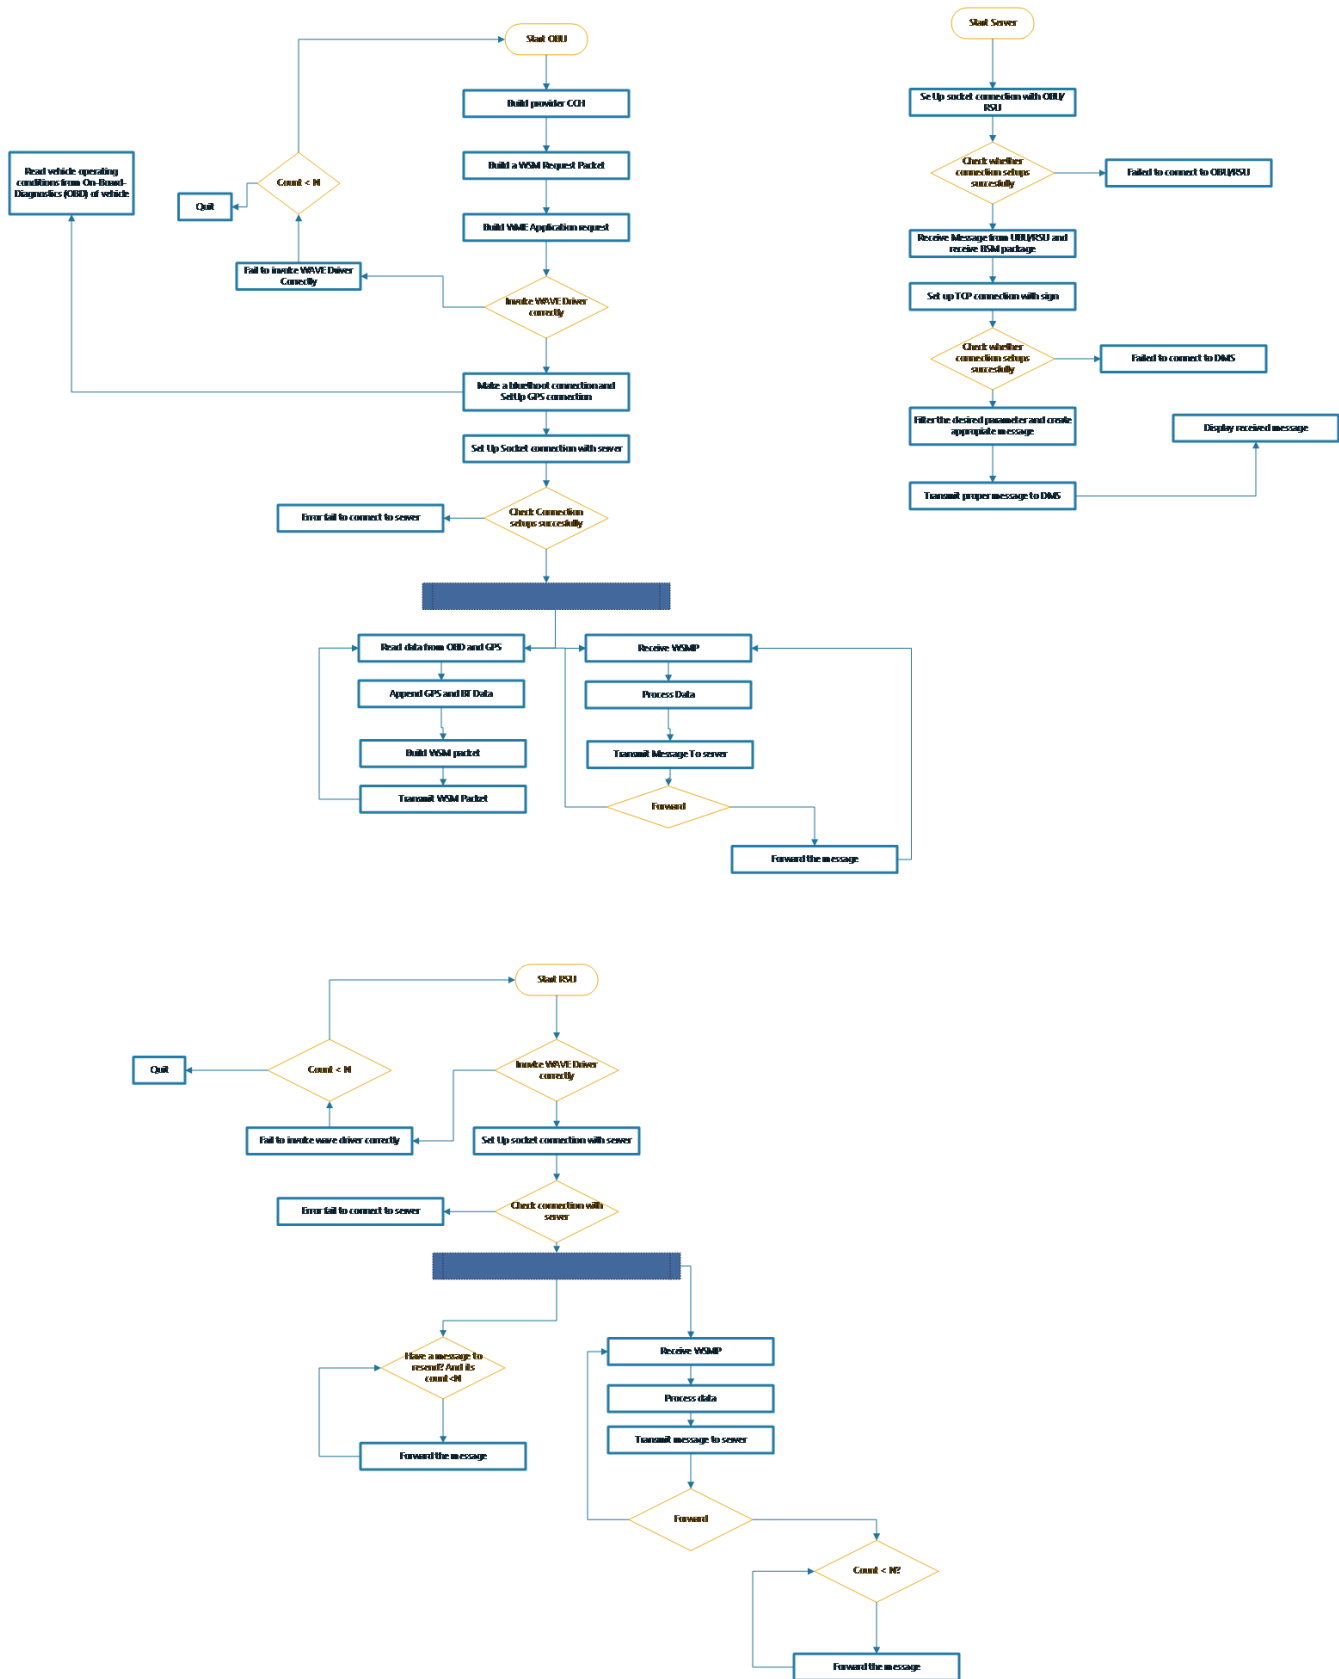 Start OBU
Build provider CCH
Build a WSM Request Packet
Build WME Application request
Invoke WAVE Driver
correctly
Count < N
Quit
Fail to invoke WAVE Driver
Correctly
Read vehicle operating
conditions from On-Board-
Diagnostics (OBD) of vehicle
Make a bluethoot connection and
SetUp GPS connection
Set Up Socket connection with server
Check Connection
setups succesfully
Error fail to connect to server
Read data from OBD and GPS
Append GPS and BT Data
Build WSM packet
Transmit WSM Packet
Receive WSMP
Process Data
Transmit Message To server
Forward
Forward the message
Start Server
Se Up socket connection with OBU/
RSU
Check whether
connection setups
succesfully
Failed to connect to OBU/RSU
Receive Message from UBU/RSU and
receive BSM package
Set up TCP connection with sign
Check whether
connection setups
succesfully
Failed to connect to DMS
Filter the desired parameter and create
appropiate message
Transmit proper message to DMS
Display received message
Start RSU
Inovke WAVE Driver
correctly
Count < N
Quit
Fail to invoke wave driver correctly
Set Up socket connection with server
Check connection with
server
Error fail to connect to server
Have a message to
resend? And its
count<N
Forward the message
Receive WSMP
Process data
Transmit message to server
Forward
Count < N?
Forward the message